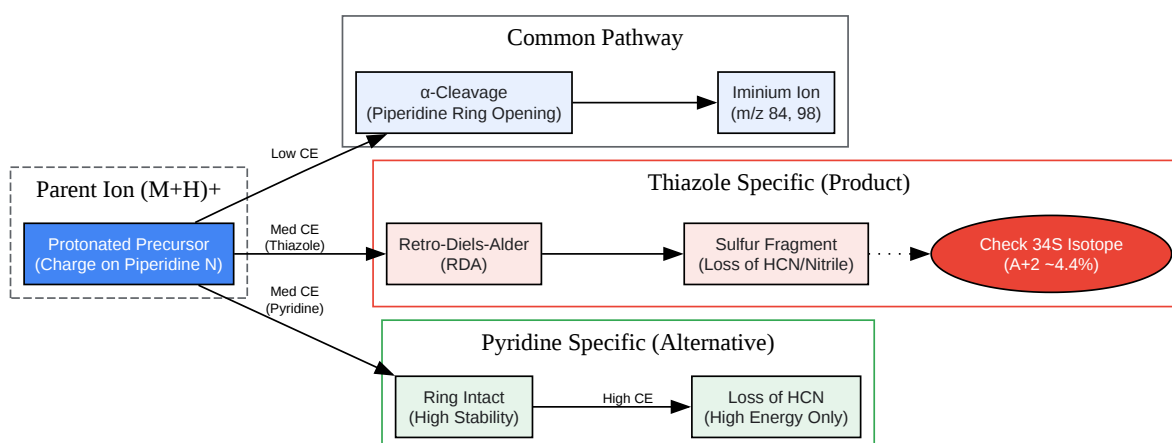 Common Pathway
α-Cleavage
(Piperidine Ring Opening)
Iminium Ion
(m/z 84, 98)
Low CE
Parent Ion (M+H)+
Protonated Precursor
(Charge on Piperidine N)
Med CE
(Thiazole)
Thiazole Specific (Product)
Retro-Diels-Alder
(RDA)
Sulfur Fragment
(Loss of HCN/Nitrile)
Check 34S Isotope
(A+2 ~4.4%)
Med CE
(Pyridine)
Pyridine Specific (Alternative)
Ring Intact
(High Stability)
High CE
Loss of HCN
(High Energy Only)